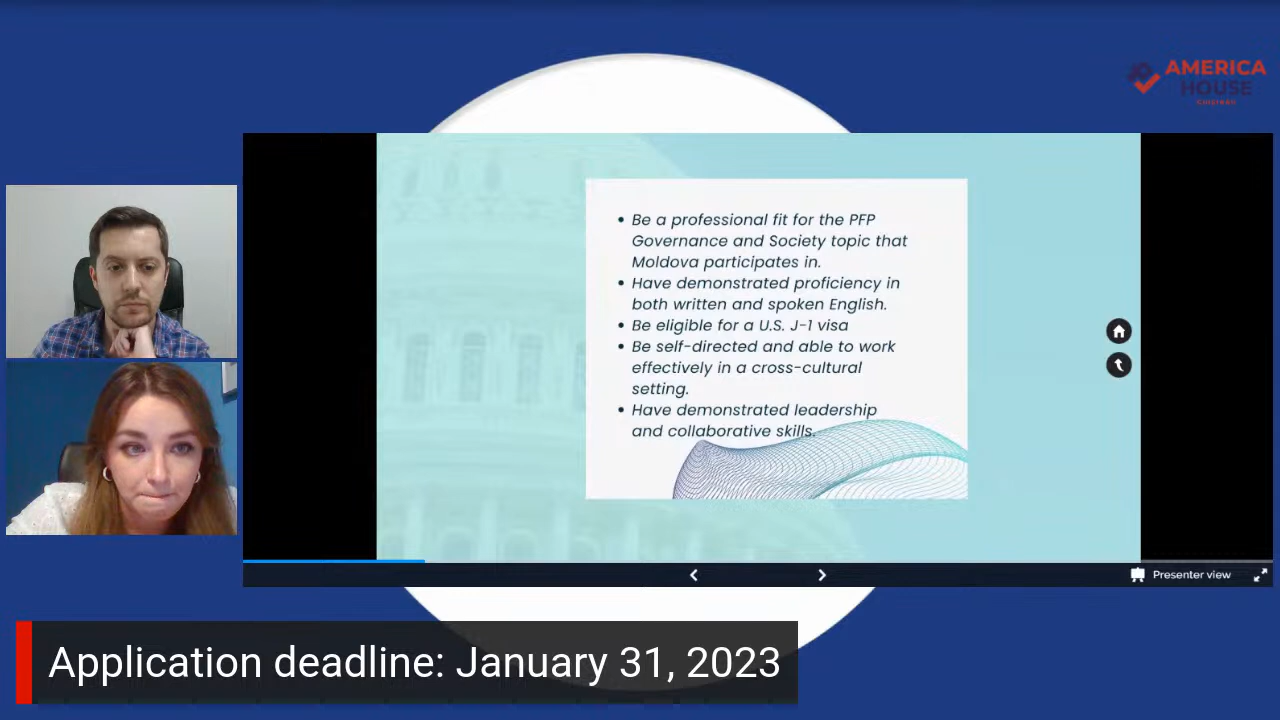 AMERICA
HOUSE
Chișinău
• Be a professional fit for the PFP
Governance and Society topic that
Moldova participates in.
• Have demonstrated proficiency in
both written and spoken English.
• Be eligible for a U.S. J-1 visa
• Be self-directed and able to work
effectively in a cross-cultural
setting.
• Have demonstrated leadership
and collaborative skills.
Presenter view
Application deadline: January 31, 2023